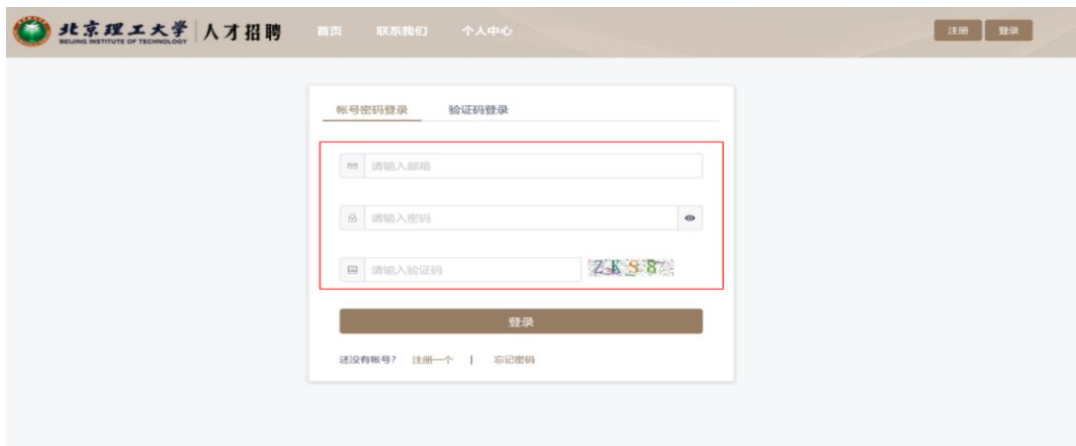 北京理工大学 人才招聘 首页 联系我们 个人中心 注册 登录
BEIJING INSTITUTE OF TECHNOLOGY
帐号密码登录 验证码登录
请输入邮箱
请输入密码
请输入验证码 ZKS8
登录
还没有帐号? 注册一个 | 忘记密码